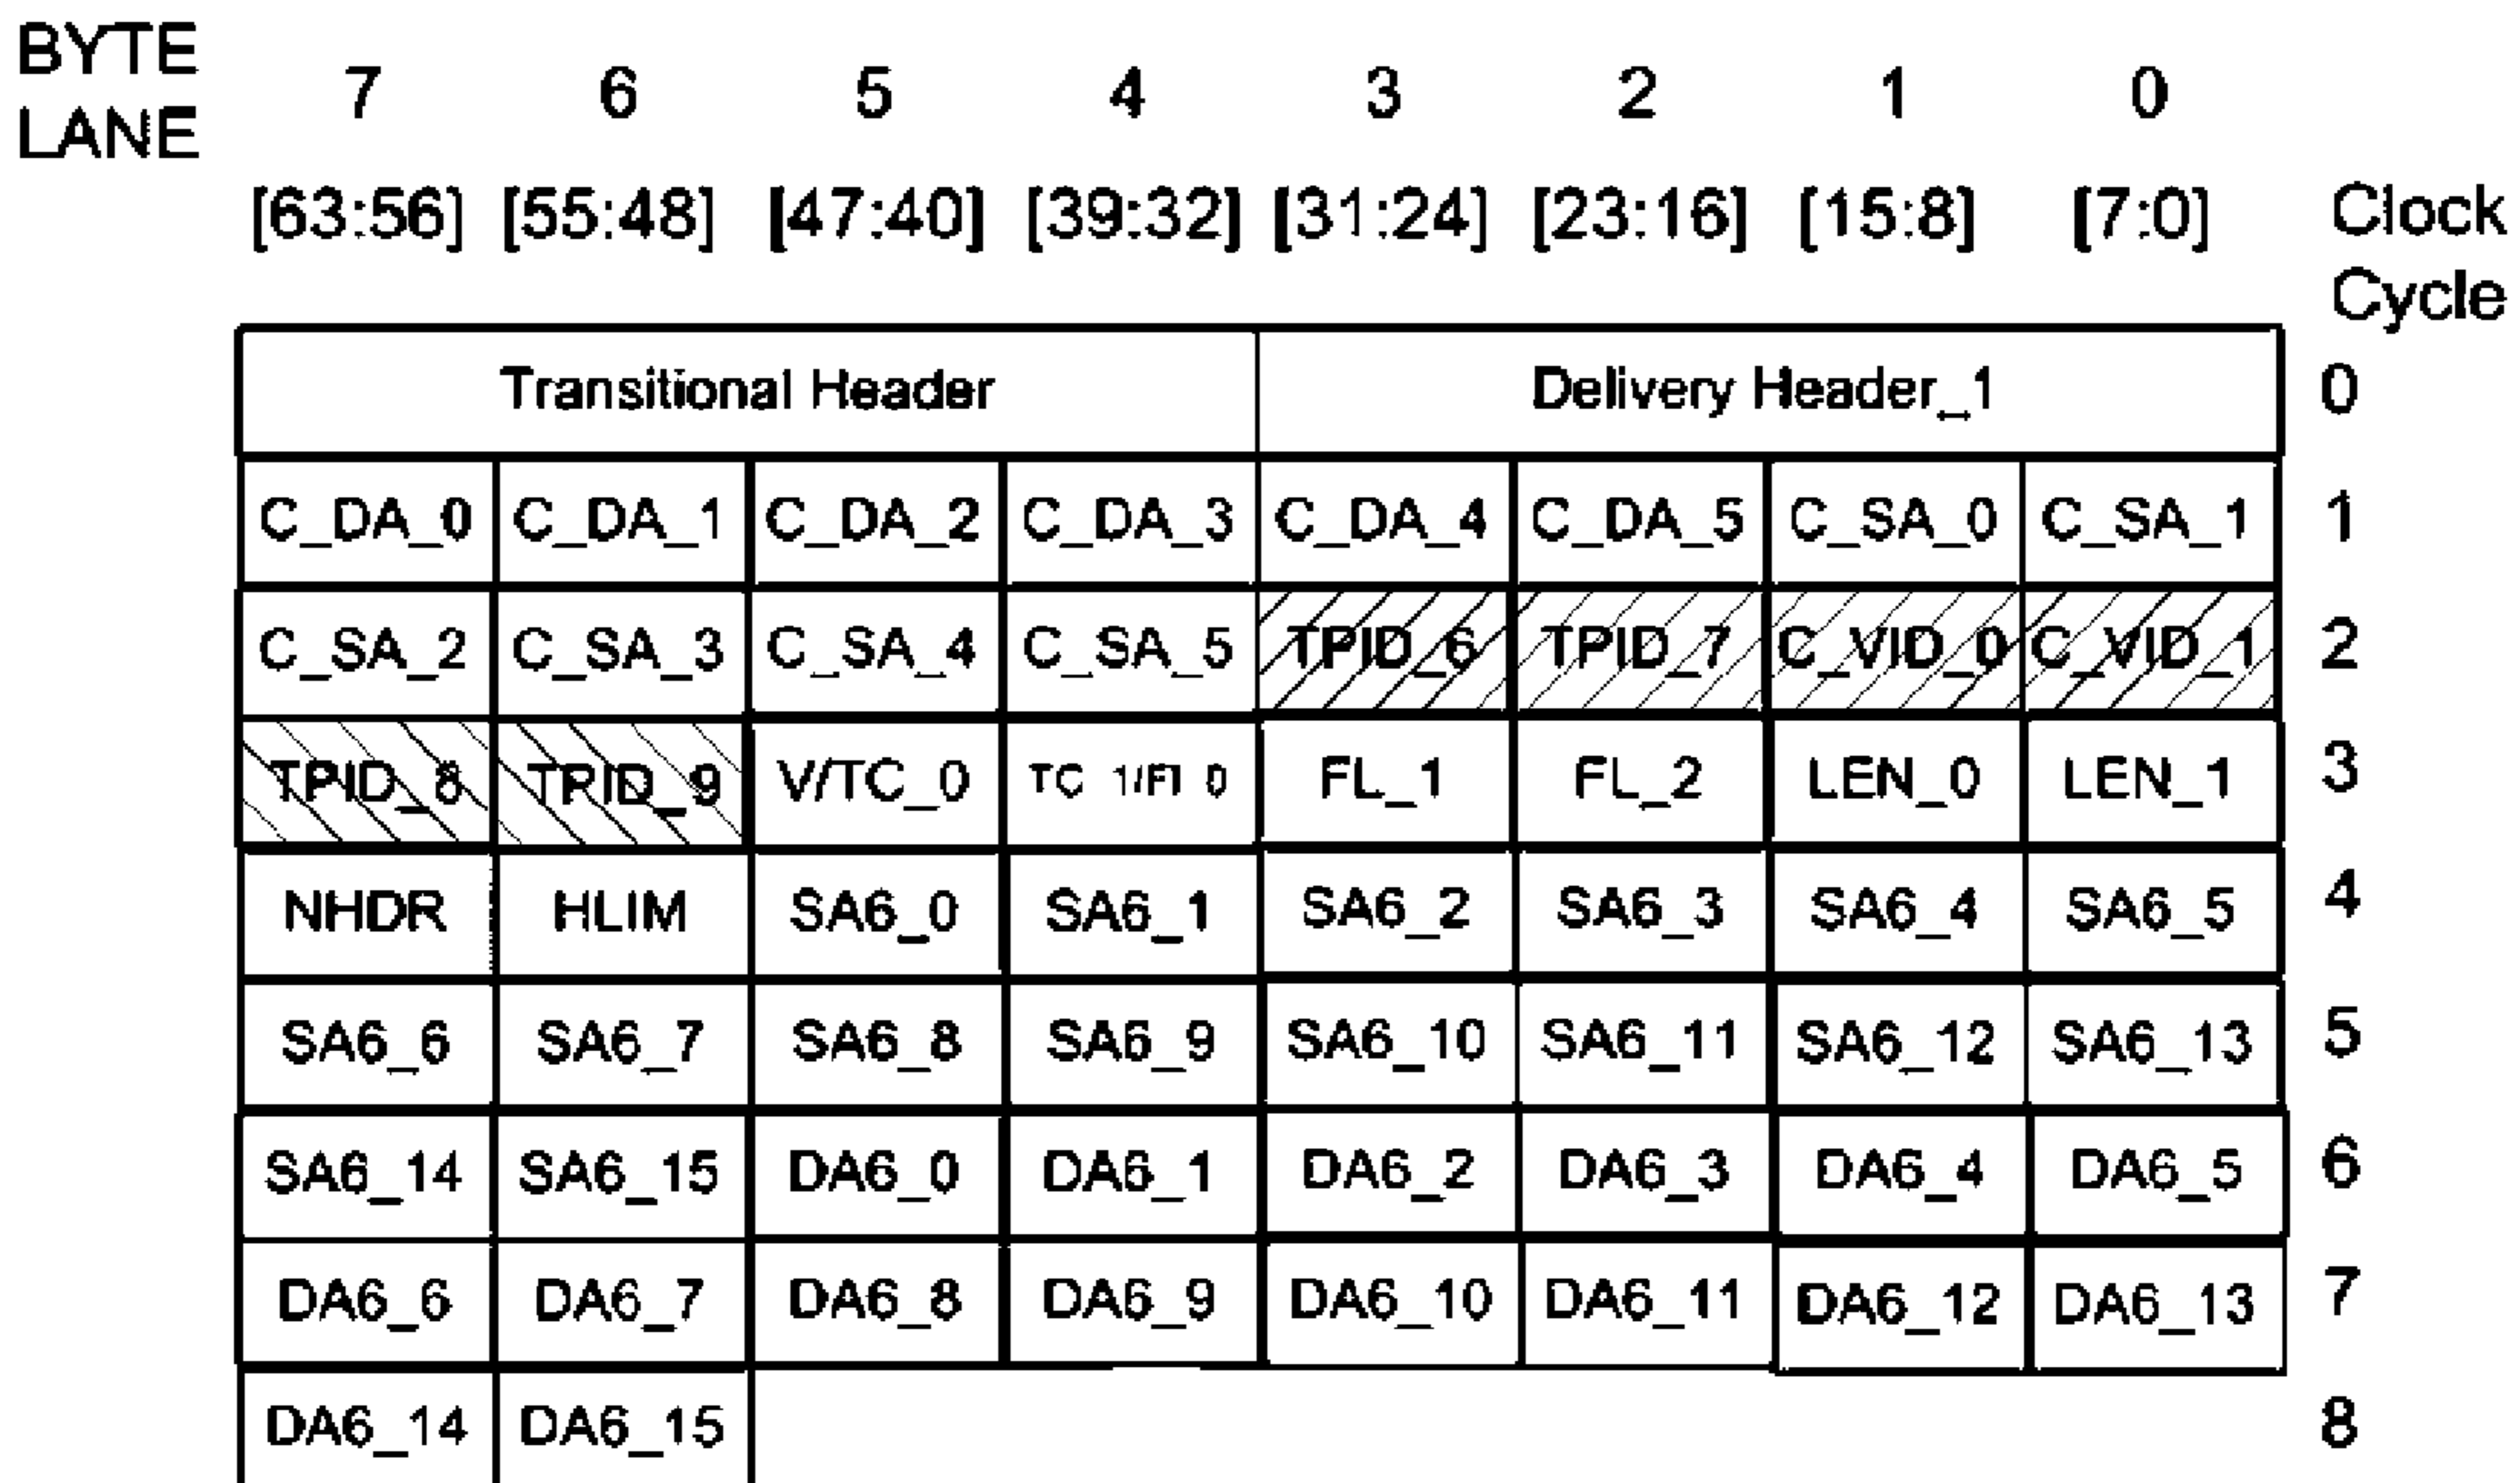 BYTE LANE 7 6 5 4 3 2 1 0
[63:56] [55:48] [47:40] [39:32] [31:24] [23:16] [15:8] [7:0] Clock Cycle
Transitional Header Delivery Header_1 0
C_DA_0 C_DA_1 C_DA_2 C_DA_3 C_DA_4 C_DA_5 C_SA_0 C_SA_1 1
C_SA_2 C_SA_3 C_SA_4 C_SA_5 TPID_6 TPID_7 C_VID_0 C_VID_1 2
TPID_8 TPID_9 V/TC_0 TC_1/FL_0 FL_1 FL_2 LEN_0 LEN_1 3
NHDR HLIM SA6_0 SA6_1 SA6_2 SA6_3 SA6_4 SA6_5 4
SA6_6 SA6_7 SA6_8 SA6_9 SA6_10 SA6_11 SA6_12 SA6_13 5
SA6_14 SA6_15 DA6_0 DA6_1 DA6_2 DA6_3 DA6_4 DA6_5 6
DA6_6 DA6_7 DA6_8 DA6_9 DA6_10 DA6_11 DA6_12 DA6_13 7
DA6_14 DA6_15 8